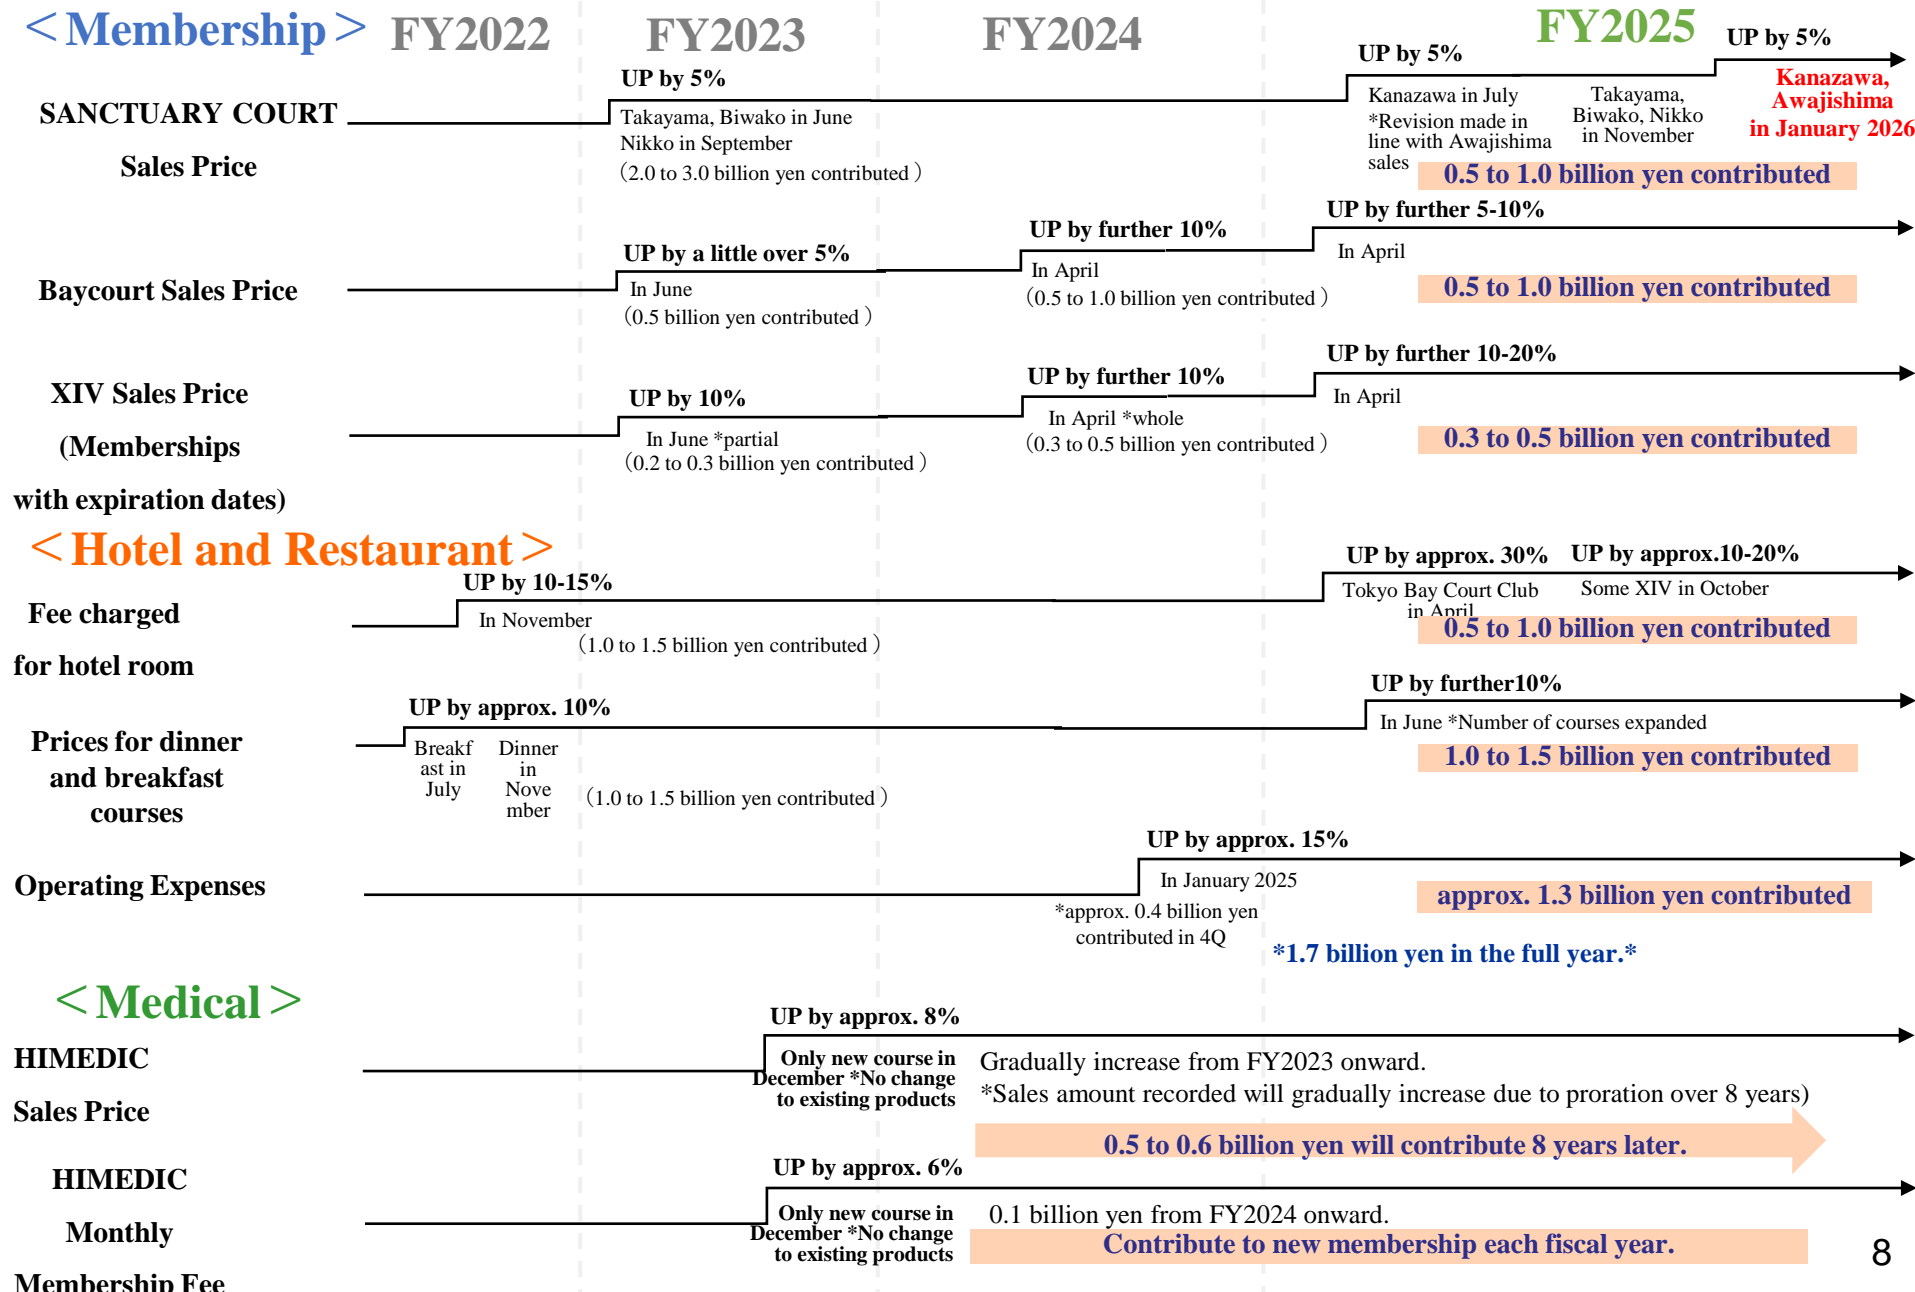 ＜Membership＞
FY2022
FY2023
FY2024
FY2025
SANCTUARY COURT
Sales Price
UP by 5%
Takayama, Biwako in June
Nikko in September
（2.0 to 3.0 billion yen contributed）
UP by 5%
Kanazawa in July
*Revision made in
line with Awajishima
sales
Takayama,
Biwako, Nikko
in November
UP by 5%
Kanazawa,
Awajishima
in January 2026
0.5 to 1.0 billion yen contributed
Baycourt Sales Price
UP by a little over 5%
In June
（0.5 billion yen contributed）
UP by further 10%
In April
（0.5 to 1.0 billion yen contributed）
UP by further 5-10%
In April
0.5 to 1.0 billion yen contributed
XIV Sales Price
(Memberships
with expiration dates)
UP by 10%
In June *partial
（0.2 to 0.3 billion yen contributed）
UP by further 10%
In April *whole
（0.3 to 0.5 billion yen contributed）
UP by further 10-20%
In April
0.3 to 0.5 billion yen contributed
＜Hotel and Restaurant＞
Fee charged
for hotel room
UP by 10-15%
In November
（1.0 to 1.5 billion yen contributed）
UP by approx. 30%
Tokyo Bay Court Club
in April
UP by approx.10-20%
Some XIV in October
0.5 to 1.0 billion yen contributed
Prices for dinner
and breakfast
courses
UP by approx. 10%
Breakf
ast in
July
Dinner
in
Nove
mber
（1.0 to 1.5 billion yen contributed）
UP by further10%
In June *Number of courses expanded
1.0 to 1.5 billion yen contributed
Operating Expenses
UP by approx. 15%
In January 2025
*approx. 0.4 billion yen
contributed in 4Q
approx. 1.3 billion yen contributed
*1.7 billion yen in the full year.*
＜Medical＞
HIMEDIC
Sales Price
UP by approx. 8%
Only new course in
December *No change
to existing products
Gradually increase from FY2023 onward.
*Sales amount recorded will gradually increase due to proration over 8 years)
0.5 to 0.6 billion yen will contribute 8 years later.
HIMEDIC
Monthly
Membership Fee
UP by approx. 6%
Only new course in
December *No change
to existing products
0.1 billion yen from FY2024 onward.
Contribute to new membership each fiscal year.
8